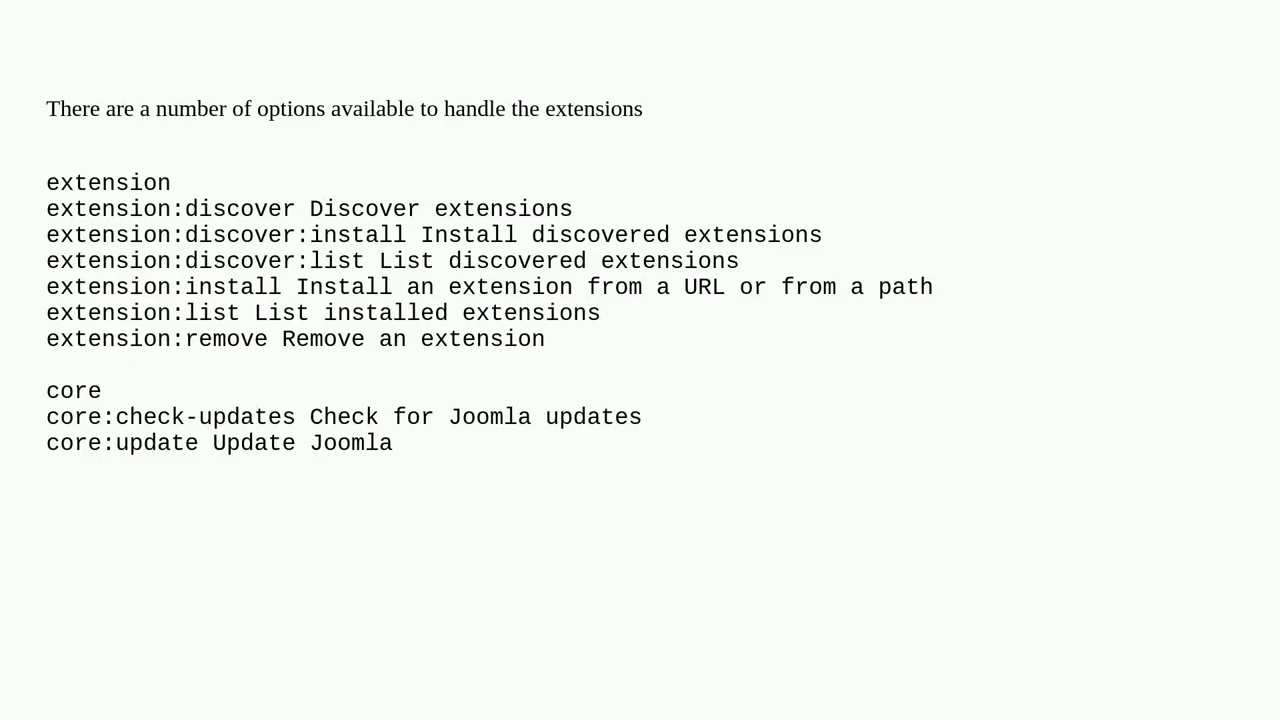 There are a number of options available to handle the extensions
extension
extension:discover Discover extensions
extension:discover:install Install discovered extensions
extension:discover:list List discovered extensions
extension:install Install an extension from a URL or from a path
extension:list List installed extensions
extension:remove Remove an extension
core
core:check-updates Check for Joomla updates
core:update Update Joomla